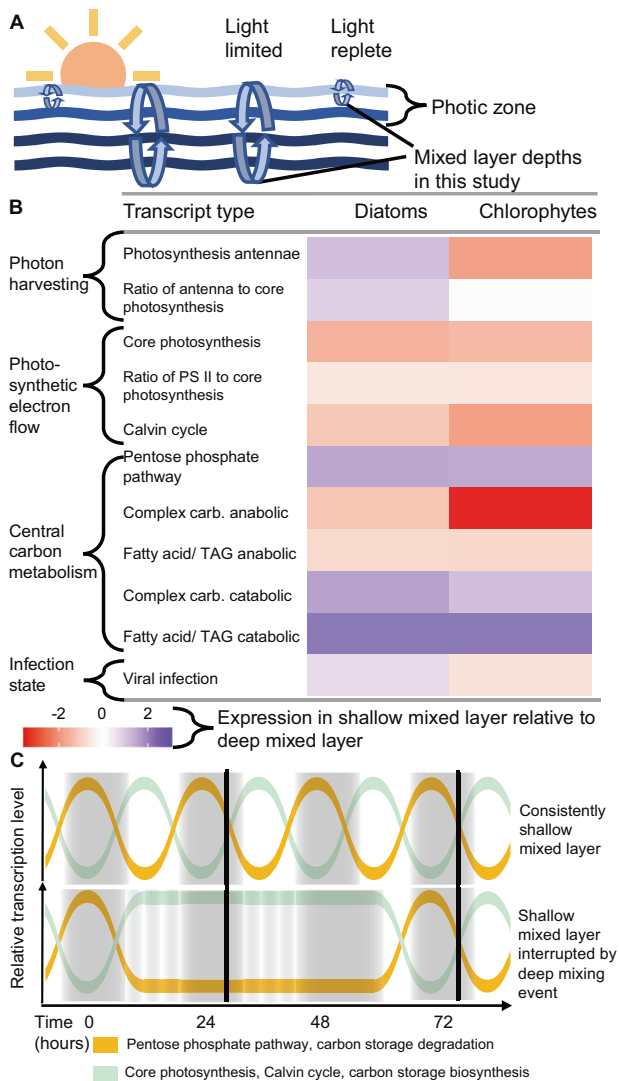 A
Light
limited
Light
replete
Photic zone
Mixed layer depths
in this study
B
Transcript type
Diatoms
Chlorophytes
Photon
harvesting
Photosynthesis antennae
Ratio of antenna to core
photosynthesis
Photo-
synthetic
electron
flow
Core photosynthesis
Ratio of PS II to core
photosynthesis
Calvin cycle
Central
carbon
metabolism
Pentose phosphate
pathway
Complex carb. anabolic
Fatty acid/ TAG anabolic
Complex carb. catabolic
Fatty acid/ TAG catabolic
Infection
state
Viral infection
-2 0 2
Expression in shallow mixed layer relative to
deep mixed layer
C
Relative transcription level
Consistently
shallow
mixed layer
Shallow
mixed layer
interrupted by
deep mixing
event
Time
(hours)
0 24 48 72
Pentose phosphate pathway, carbon storage degradation
Core photosynthesis, Calvin cycle, carbon storage biosynthesis